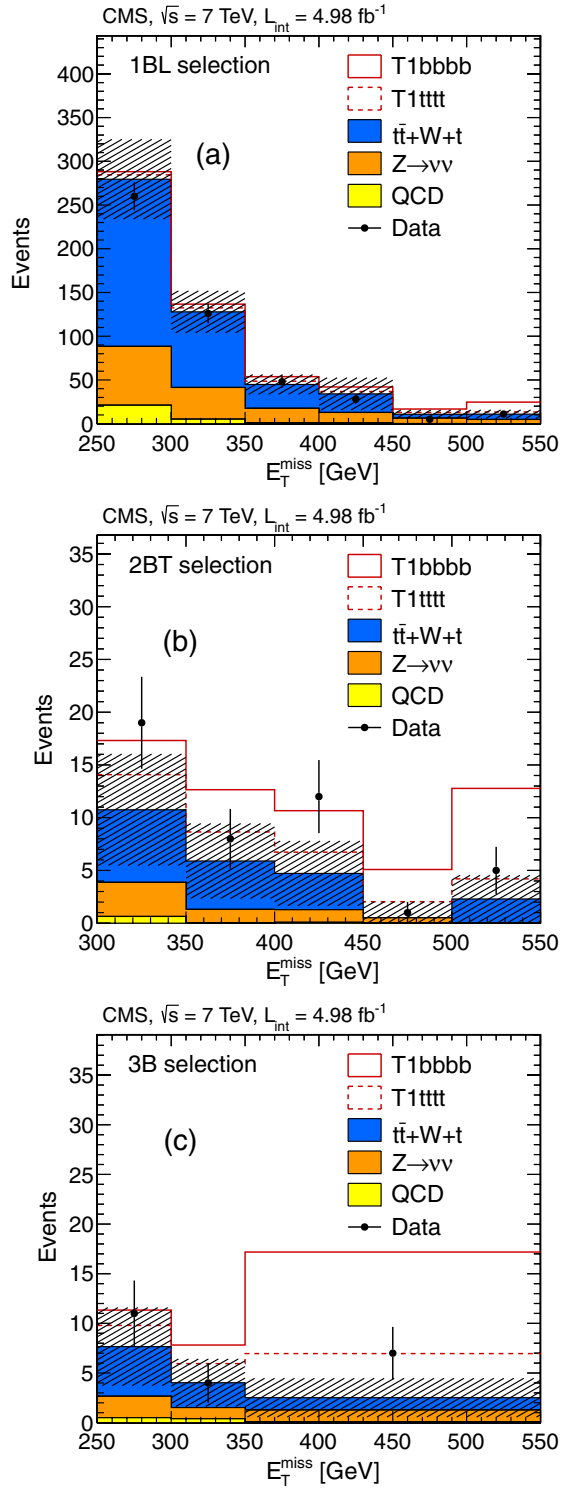 CMS, √s = 7 TeV, L_int = 4.98 fb⁻¹
1BL selection
(a)
T1bbbb
T1tttt
tt̄+W+t
Z→νν
QCD
Data
Events
400
350
300
250
200
150
100
50
0
250 300 350 400 450 500 550
E_T^miss [GeV]
CMS, √s = 7 TeV, L_int = 4.98 fb⁻¹
2BT selection
(b)
T1bbbb
T1tttt
tt̄+W+t
Z→νν
QCD
Data
Events
35
30
25
20
15
10
5
0
300 350 400 450 500 550
E_T^miss [GeV]
CMS, √s = 7 TeV, L_int = 4.98 fb⁻¹
3B selection
(c)
T1bbbb
T1tttt
tt̄+W+t
Z→νν
QCD
Data
Events
35
30
25
20
15
10
5
0
250 300 350 400 450 500 550
E_T^miss [GeV]